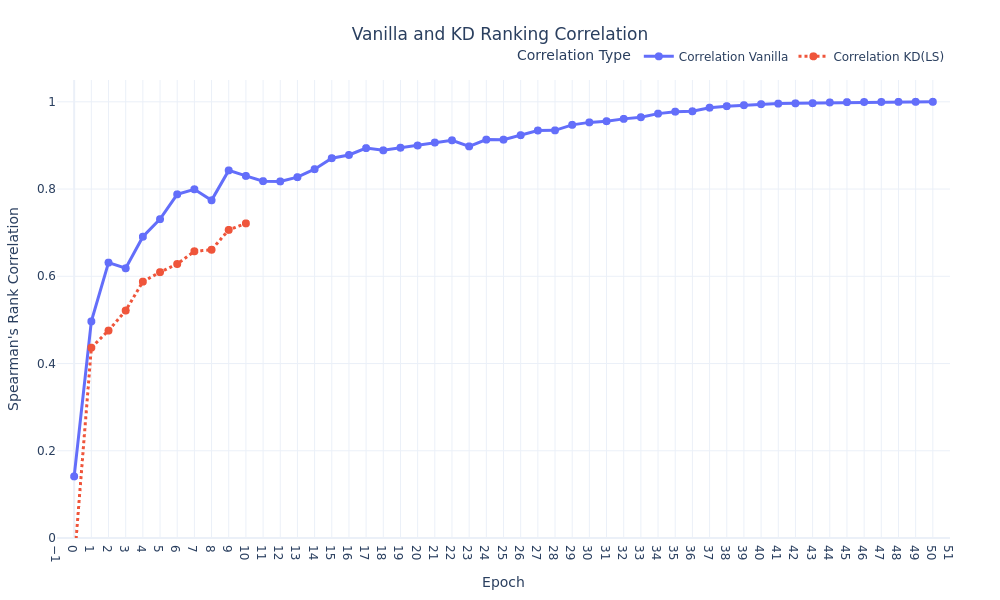 Vanilla and KD Ranking Correlation
Correlation Type Correlation Vanilla Correlation KD(LS)
Spearman's Rank Correlation
1
0.8
0.6
0.4
0.2
0
−1 0 1 2 3 4 5 6 7 8 9 10 11 12 13 14 15 16 17 18 19 20 21 22 23 24 25 26 27 28 29 30 31 32 33 34 35 36 37 38 39 40 41 42 43 44 45 46 47 48 49 50 51
Epoch